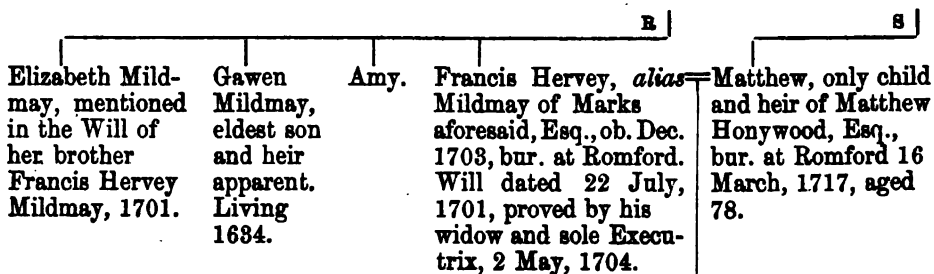 R
S
Elizabeth Mild-
may, mentioned
in the Will of
her brother
Francis Hervey
Mildmay, 1701.
Gawen
Mildmay,
eldest son
and heir
apparent.
Living
1634.
Amy.
Francis Hervey, alias
Mildmay of Marks
aforesaid, Esq., ob. Dec.
1703, bur. at Romford.
Will dated 22 July,
1701, proved by his
widow and sole Execu-
trix, 2 May, 1704.
Matthew, only child
and heir of Matthew
Honywood, Esq.,
bur. at Romford 16
March, 1717, aged
78.